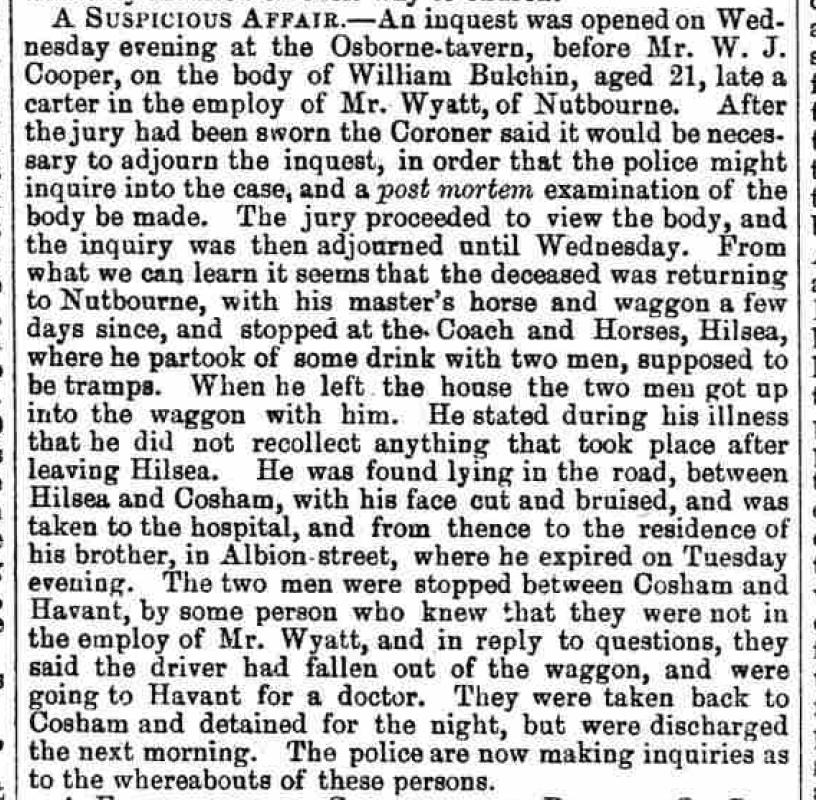 A SUSPICIOUS AFFAIR.—An inquest was opened on Wed-
nesday evening at the Osborne-tavern, before Mr. W. J.
Cooper, on the body of William Bulchin, aged 21, late a
carter in the employ of Mr. Wyatt, of Nutbourne. After
the jury had been sworn the Coroner said it would be neces-
sary to adjourn the inquest, in order that the police might
inquire into the case, and a post mortem examination of the
body be made. The jury proceeded to view the body, and
the inquiry was then adjourned until Wednesday. From
what we can learn it seems that the deceased was returning
to Nutbourne, with his master's horse and waggon a few
days since, and stopped at the Coach and Horses, Hilsea,
where he partook of some drink with two men, supposed to
be tramps. When he left the house the two men got up
into the waggon with him. He stated during his illness
that he did not recollect anything that took place after
leaving Hilsea. He was found lying in the road, between
Hilsea and Cosham, with his face cut and bruised, and was
taken to the hospital, and from thence to the residence of
his brother, in Albion-street, where he expired on Tuesday
evening. The two men were stopped between Cosham and
Havant, by some person who knew that they were not in
the employ of Mr. Wyatt, and in reply to questions, they
said the driver had fallen out of the waggon, and were
going to Havant for a doctor. They were taken back to
Cosham and detained for the night, but were discharged
the next morning. The police are now making inquiries as
to the whereabouts of these persons.